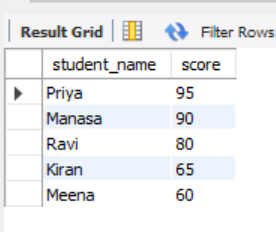 Result Grid Filter Rows:
student_name score
Priya 95
Manasa 90
Ravi 80
Kiran 65
Meena 60